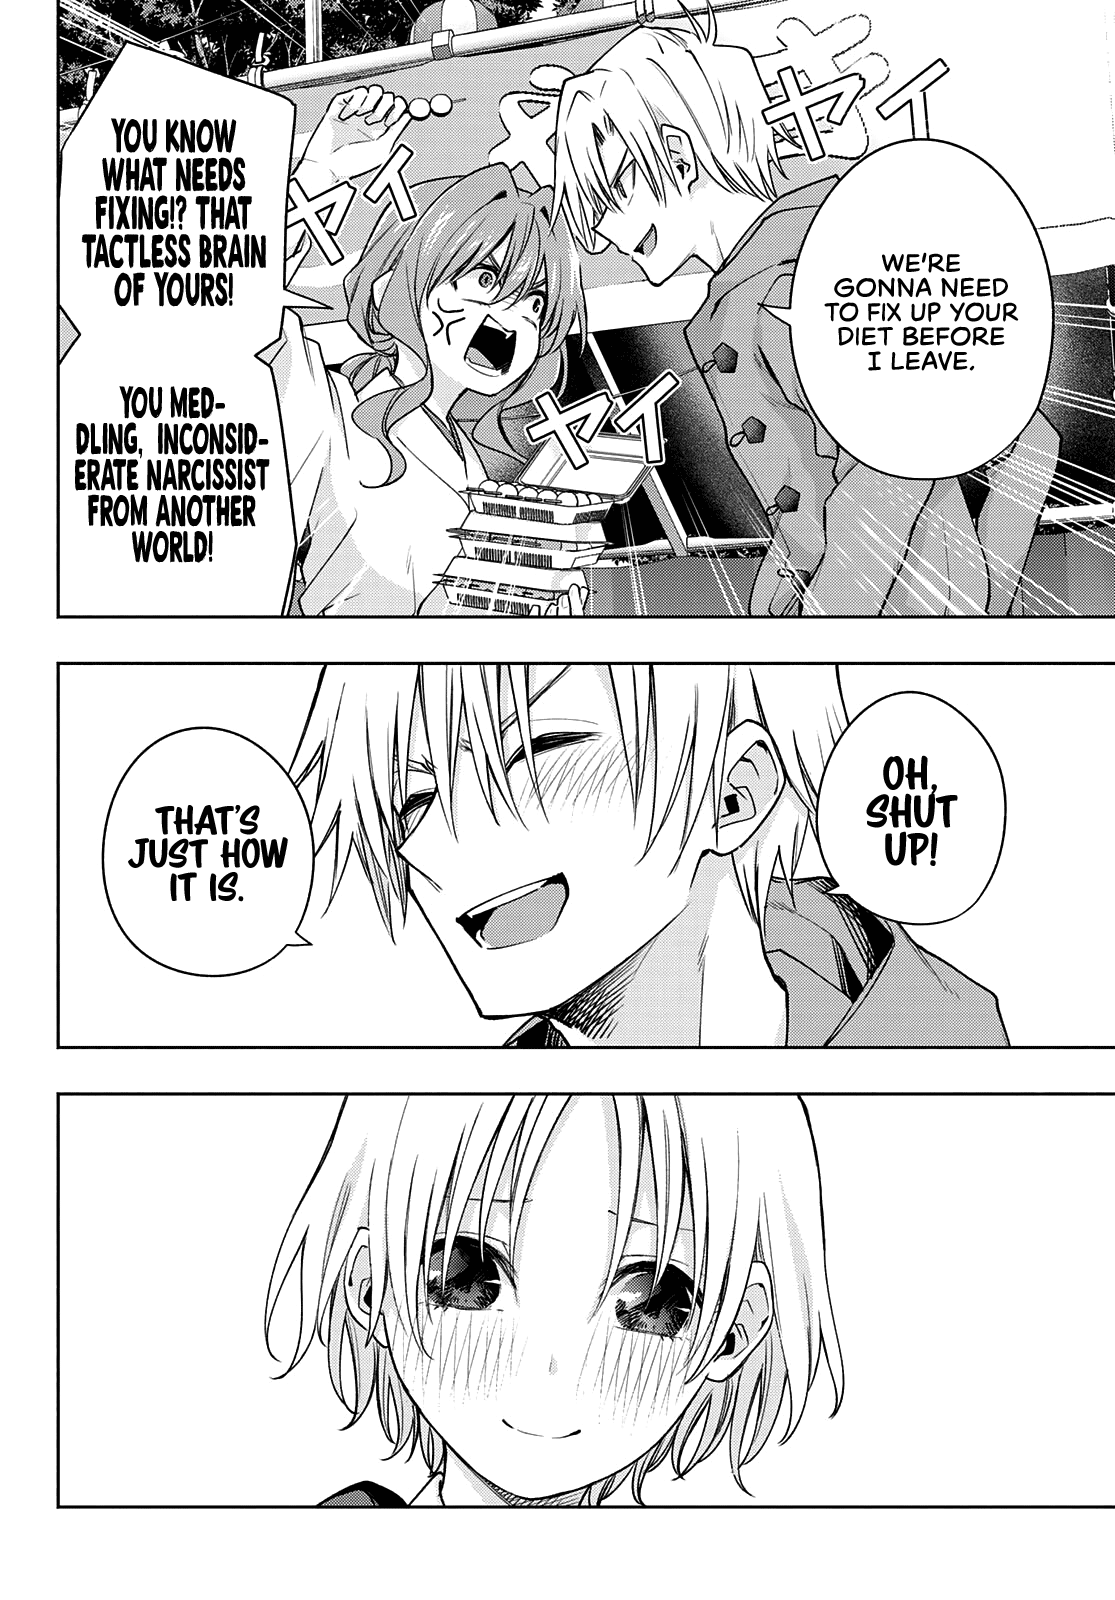 WE'RE
GONNA NEED
TO FIX UP YOUR
DIET BEFORE
I LEAVE.
ヤイ
ヤイ
ヤイ
YOU KNOW
WHAT NEEDS
FIXING!? THAT
TACTLESS BRAIN
OF YOURS!
YOU MED-
DLING, INCONSID-
ERATE NARCISSIST
FROM ANOTHER
WORLD!
OH,
SHUT
UP!
THAT'S
JUST HOW
IT IS.